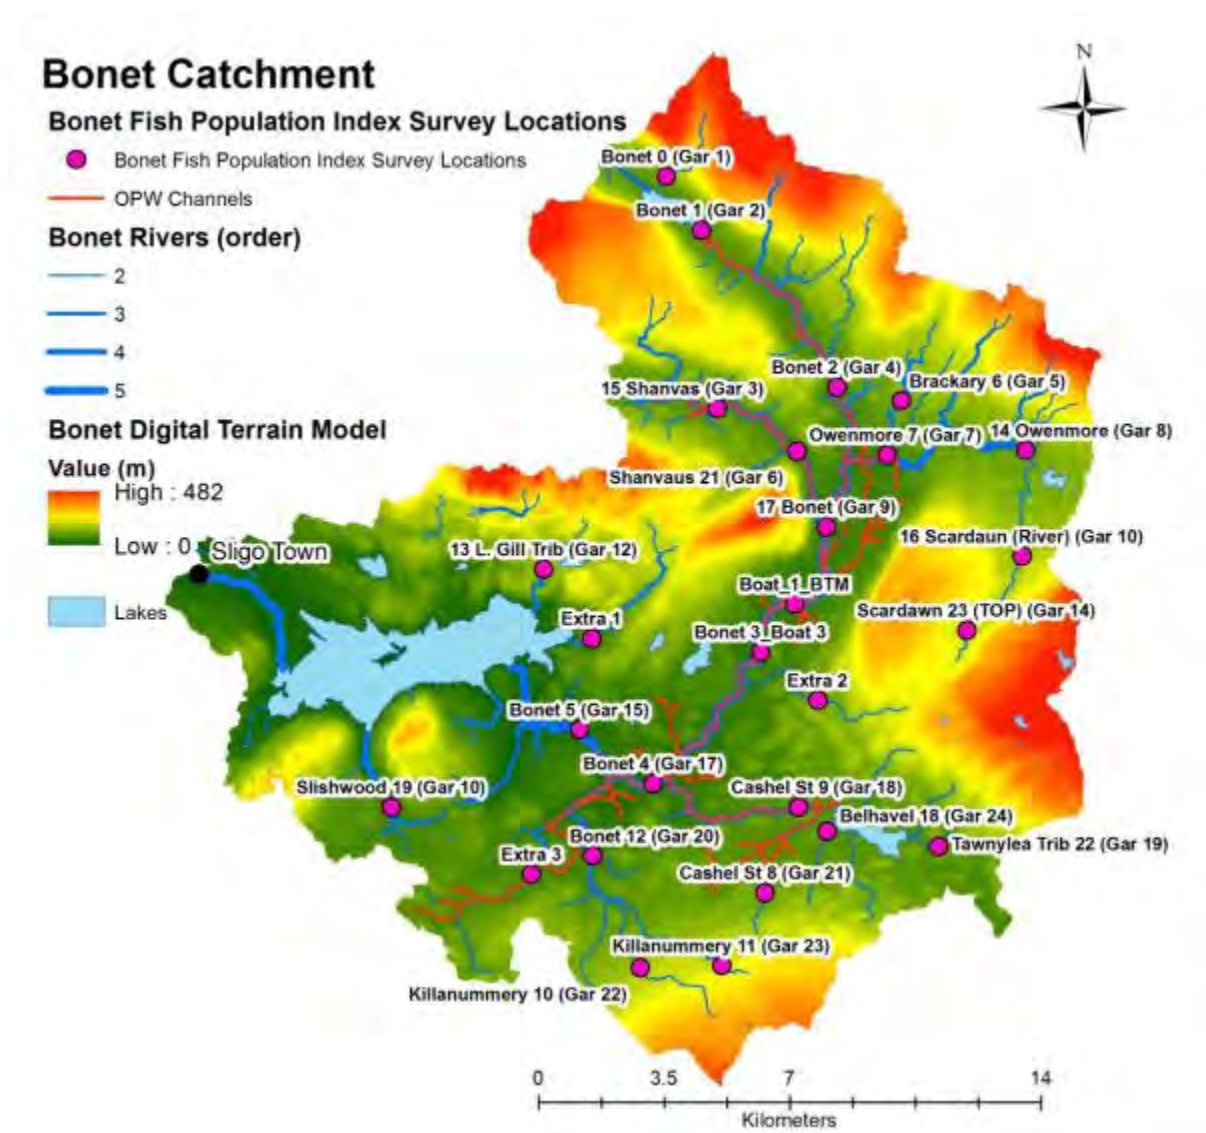 N
Bonet Catchment
Bonet Fish Population Index Survey Locations
Bonet Fish Population Index Survey Locations
OPW Channels
Bonet Rivers (order)
2
3
4
5
Bonet Digital Terrain Model
Value (m)
High : 482
Low : 0
Lakes
Sligo Town
Bonet 0 (Gar 1)
Bonet 1 (Gar 2)
Bonet 2 (Gar 4)
Brackary 6 (Gar 5)
15 Shanvas (Gar 3)
Owenmore 7 (Gar 7)
14 Owenmore (Gar 8)
Shanvaus 21 (Gar 6)
17 Bonet (Gar 9)
16 Scardaun (River) (Gar 10)
13 L. Gill Trib (Gar 12)
Boat_1_BTM
Scardawn 23 (TOP) (Gar 14)
Extra 1
Bonet 3_Boat 3
Extra 2
Bonet 5 (Gar 15)
Bonet 4 (Gar 17)
Slishwood 19 (Gar 10)
Cashel St 9 (Gar 18)
Belhavel 18 (Gar 24)
Bonet 12 (Gar 20)
Tawnylea Trib 22 (Gar 19)
Extra 3
Cashel St 8 (Gar 21)
Killanummery 11 (Gar 23)
Killanummery 10 (Gar 22)
0 3.5 7 14
Kilometers